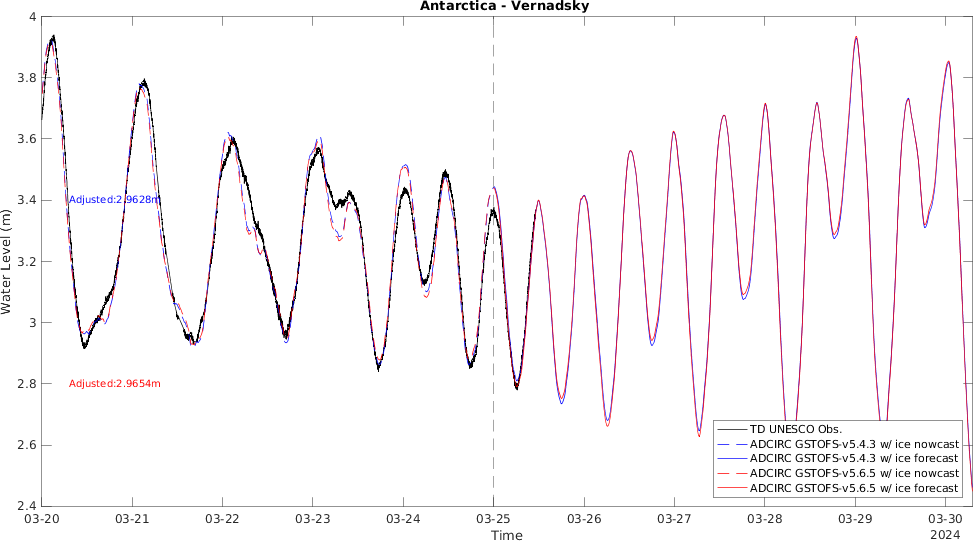 Antarctica - Vernadsky
4
3.8
3.6
3.4
3.2
3
2.8
2.6
2.4
Water Level (m)
Adjusted:2.9628m
Adjusted:2.9654m
TD UNESCO Obs.
ADCIRC GSTOFS-v5.4.3 w/ ice nowcast
ADCIRC GSTOFS-v5.4.3 w/ ice forecast
ADCIRC GSTOFS-v5.6.5 w/ ice nowcast
ADCIRC GSTOFS-v5.6.5 w/ ice forecast
03-20 03-21 03-22 03-23 03-24 03-25 03-26 03-27 03-28 03-29 03-30
Time
2024